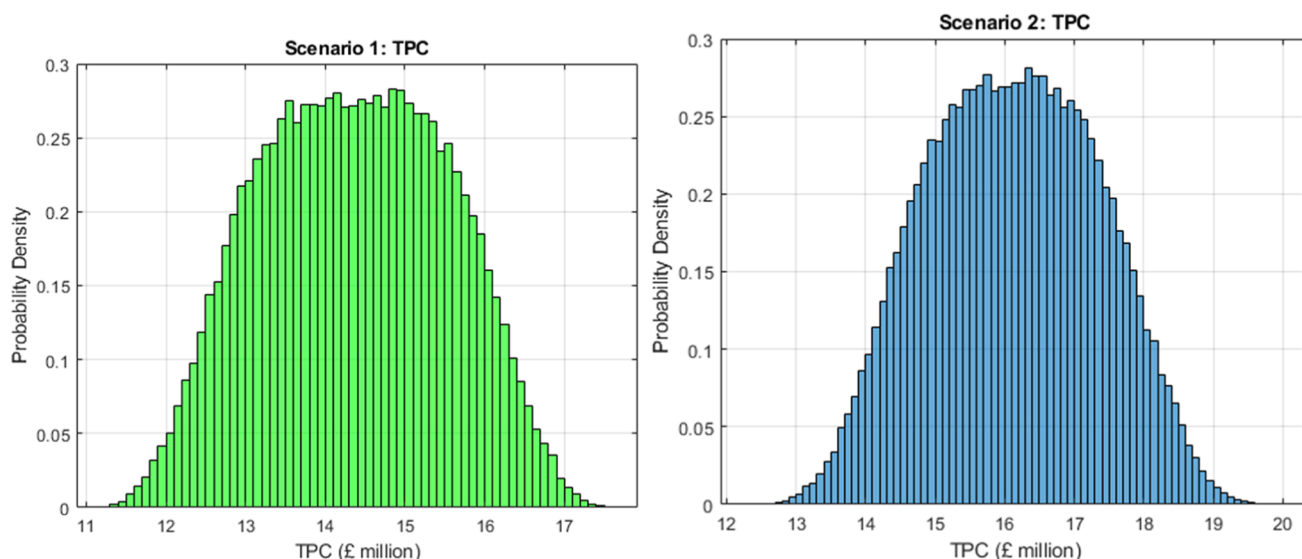 Scenario 1: TPC
0.3
0.25
0.2
0.15
0.1
0.05
0
Probability Density
11 12 13 14 15 16 17
TPC (£ million)
Scenario 2: TPC
0.3
0.25
0.2
0.15
0.1
0.05
0
Probability Density
12 13 14 15 16 17 18 19 20
TPC (£ million)